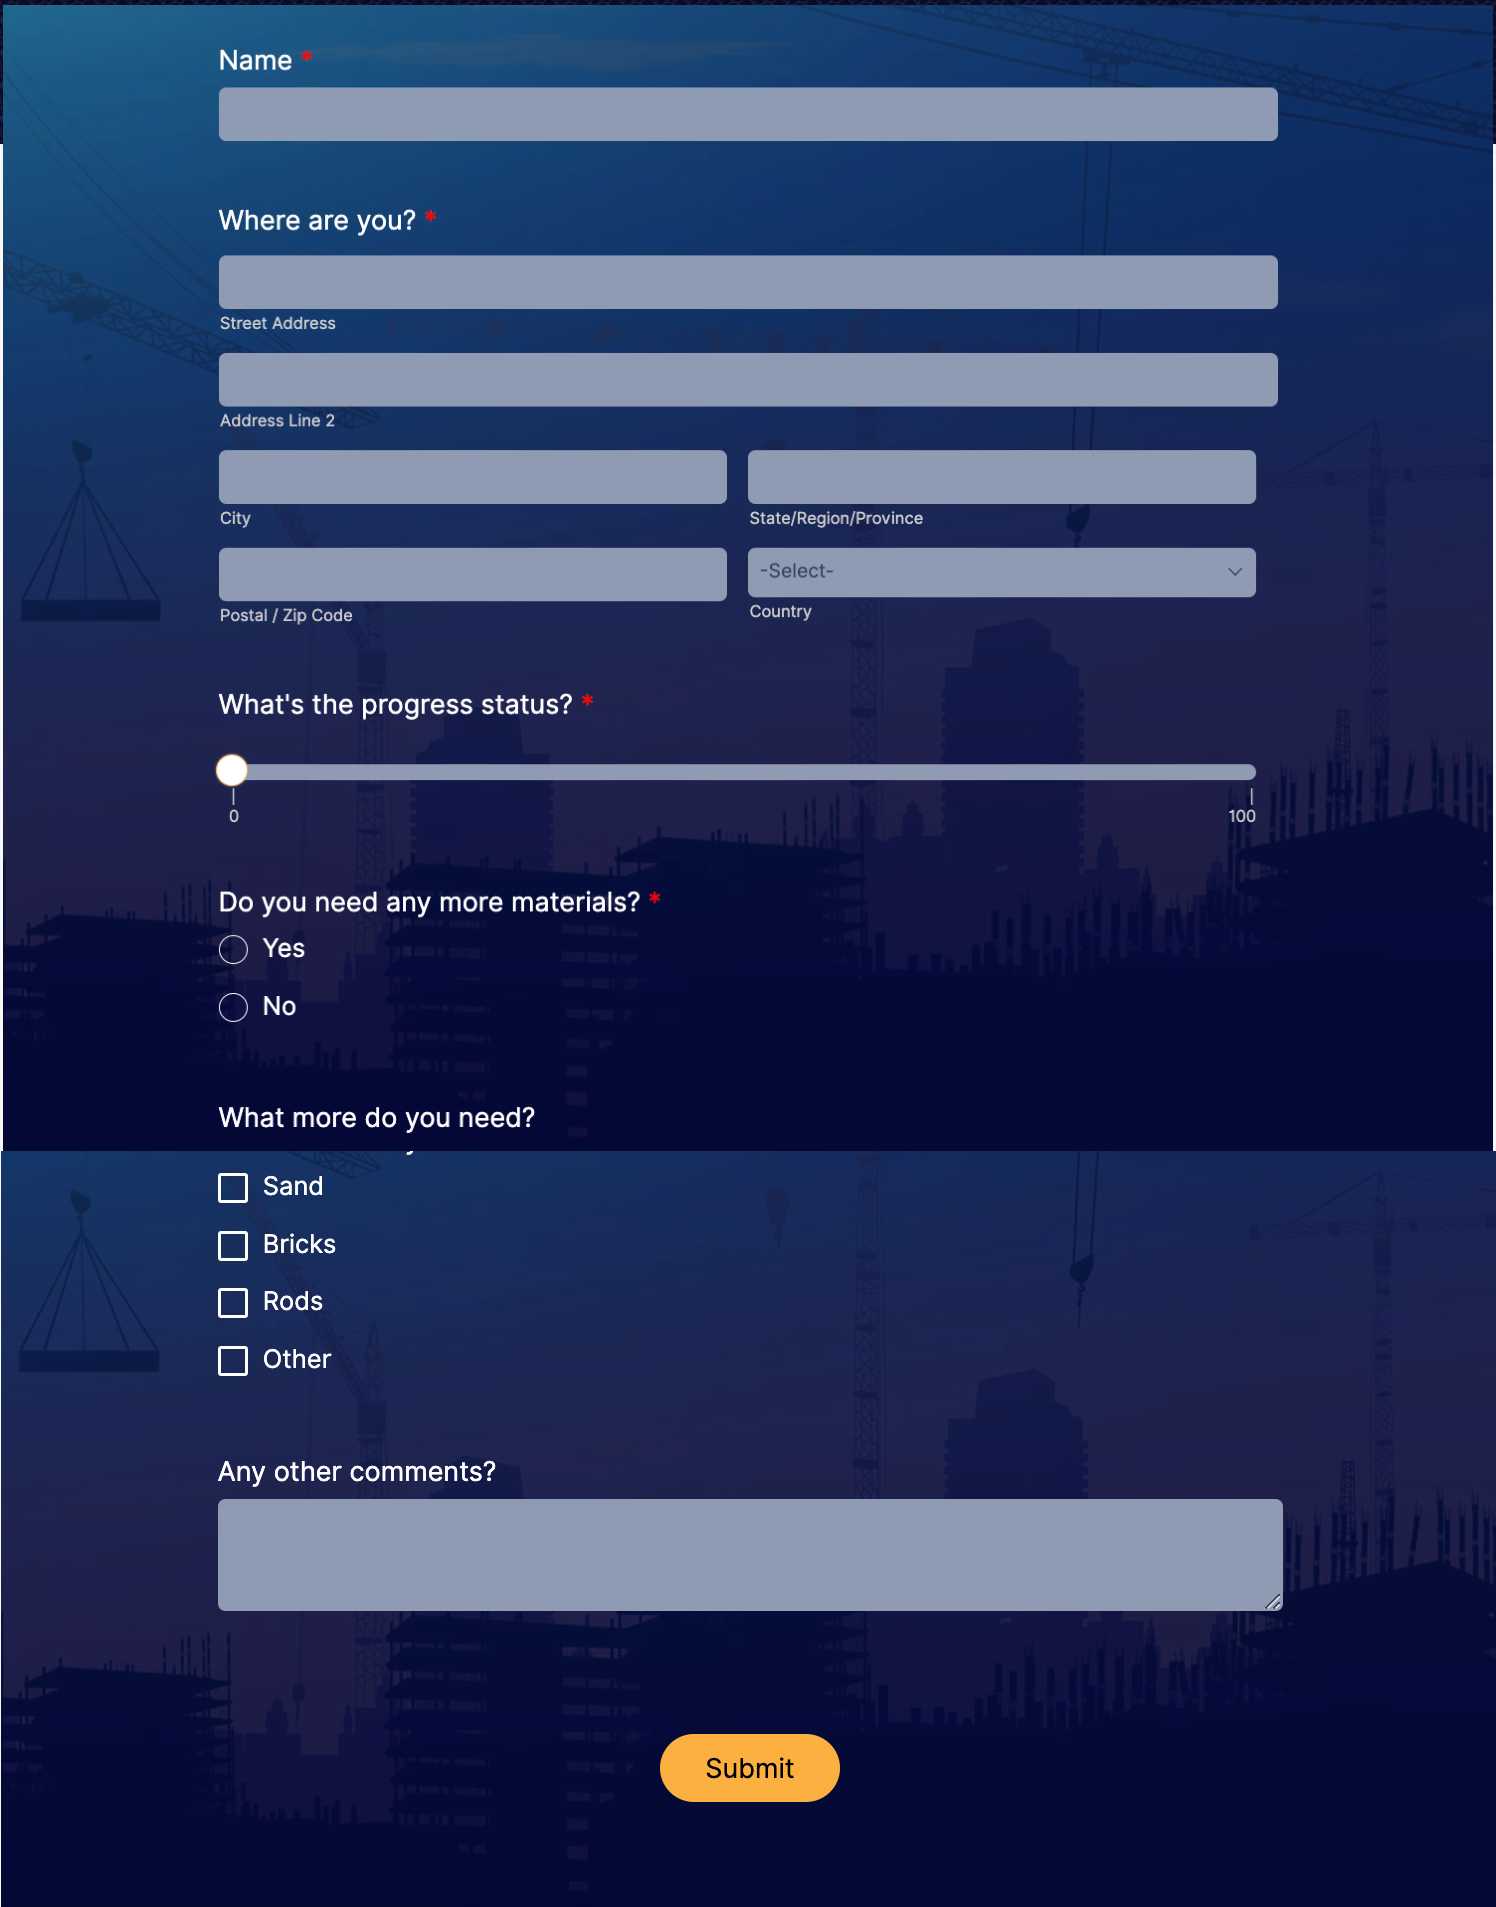 Name *
Where are you? *
Street Address
Address Line 2
City
State/Region/Province
Postal / Zip Code
-Select-
Country
What's the progress status? *
0
100
Do you need any more materials? *
Yes
No
What more do you need?
Sand
Bricks
Rods
Other
Any other comments?
Submit